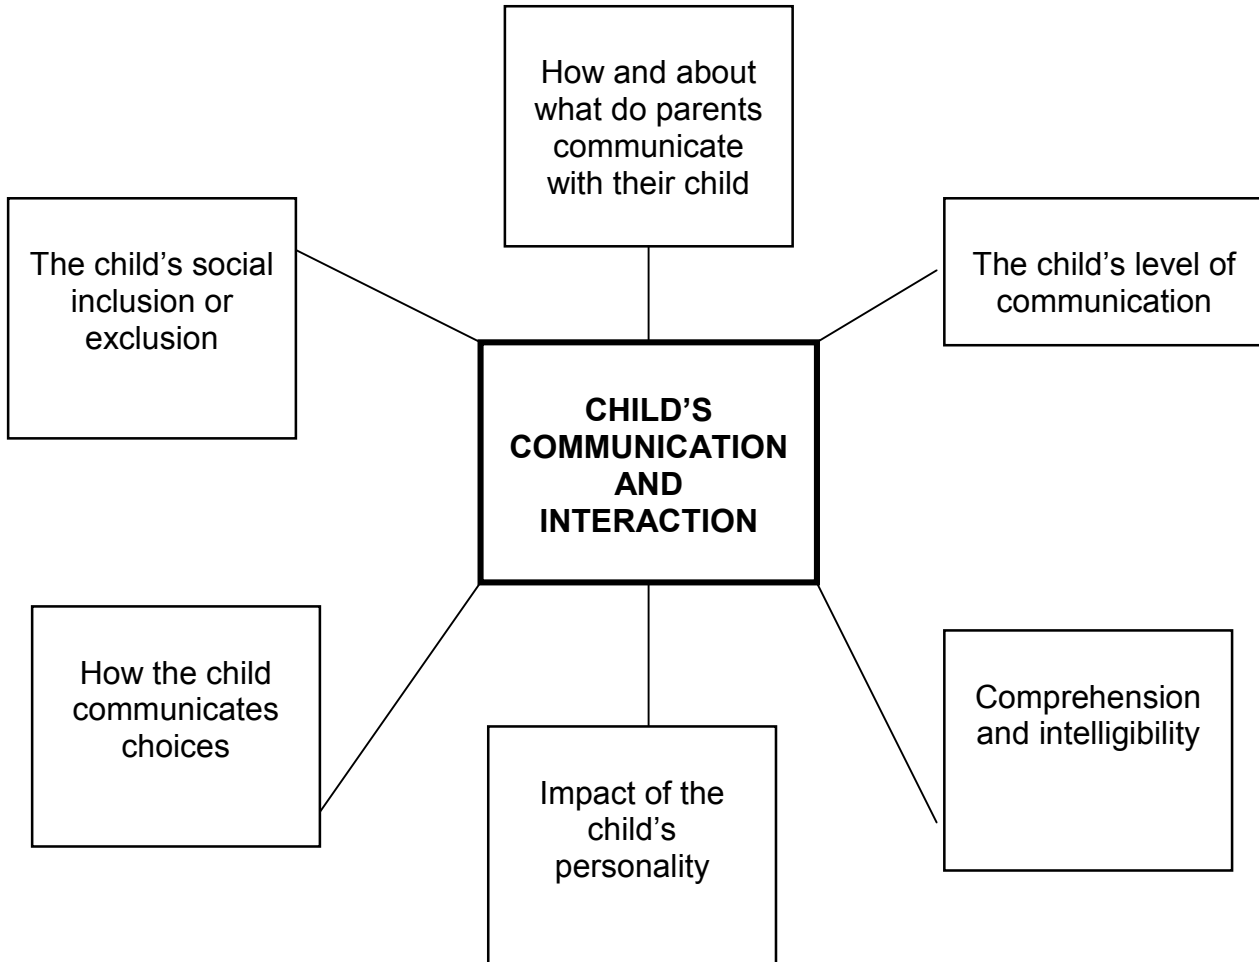 How and about
what do parents
communicate
with their child
The child’s social
inclusion or
exclusion
The child’s level of
communication
CHILD’S
COMMUNICATION
AND
INTERACTION
How the child
communicates
choices
Comprehension
and intelligibility
Impact of the
child’s
personality